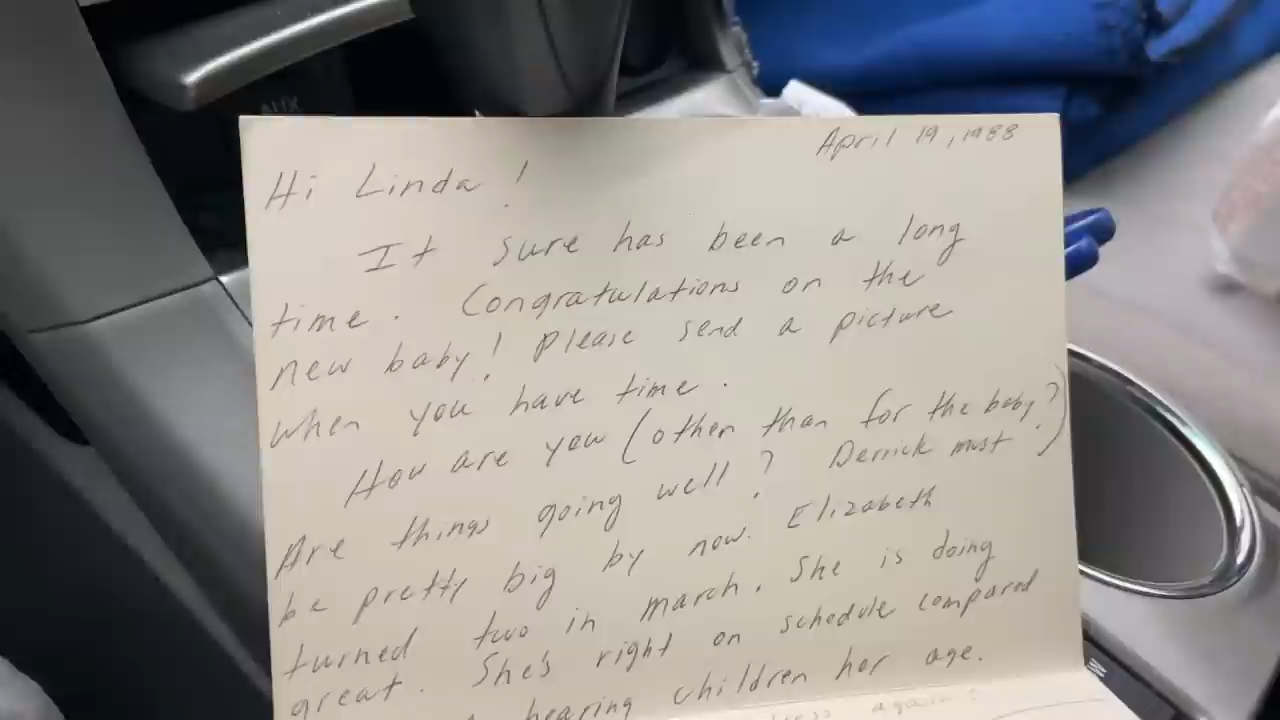 AUX
April 19, 1988
Hi Linda!
It sure has been a long
time. Congratulations on the
new baby! Please send a picture
when you have time.
How are you (other than for the baby?)
Are things going well? Derrick must
be pretty big by now. Elizabeth
turned two in march. She is doing
great. She's right on schedule compared
hearing children her age.
again!